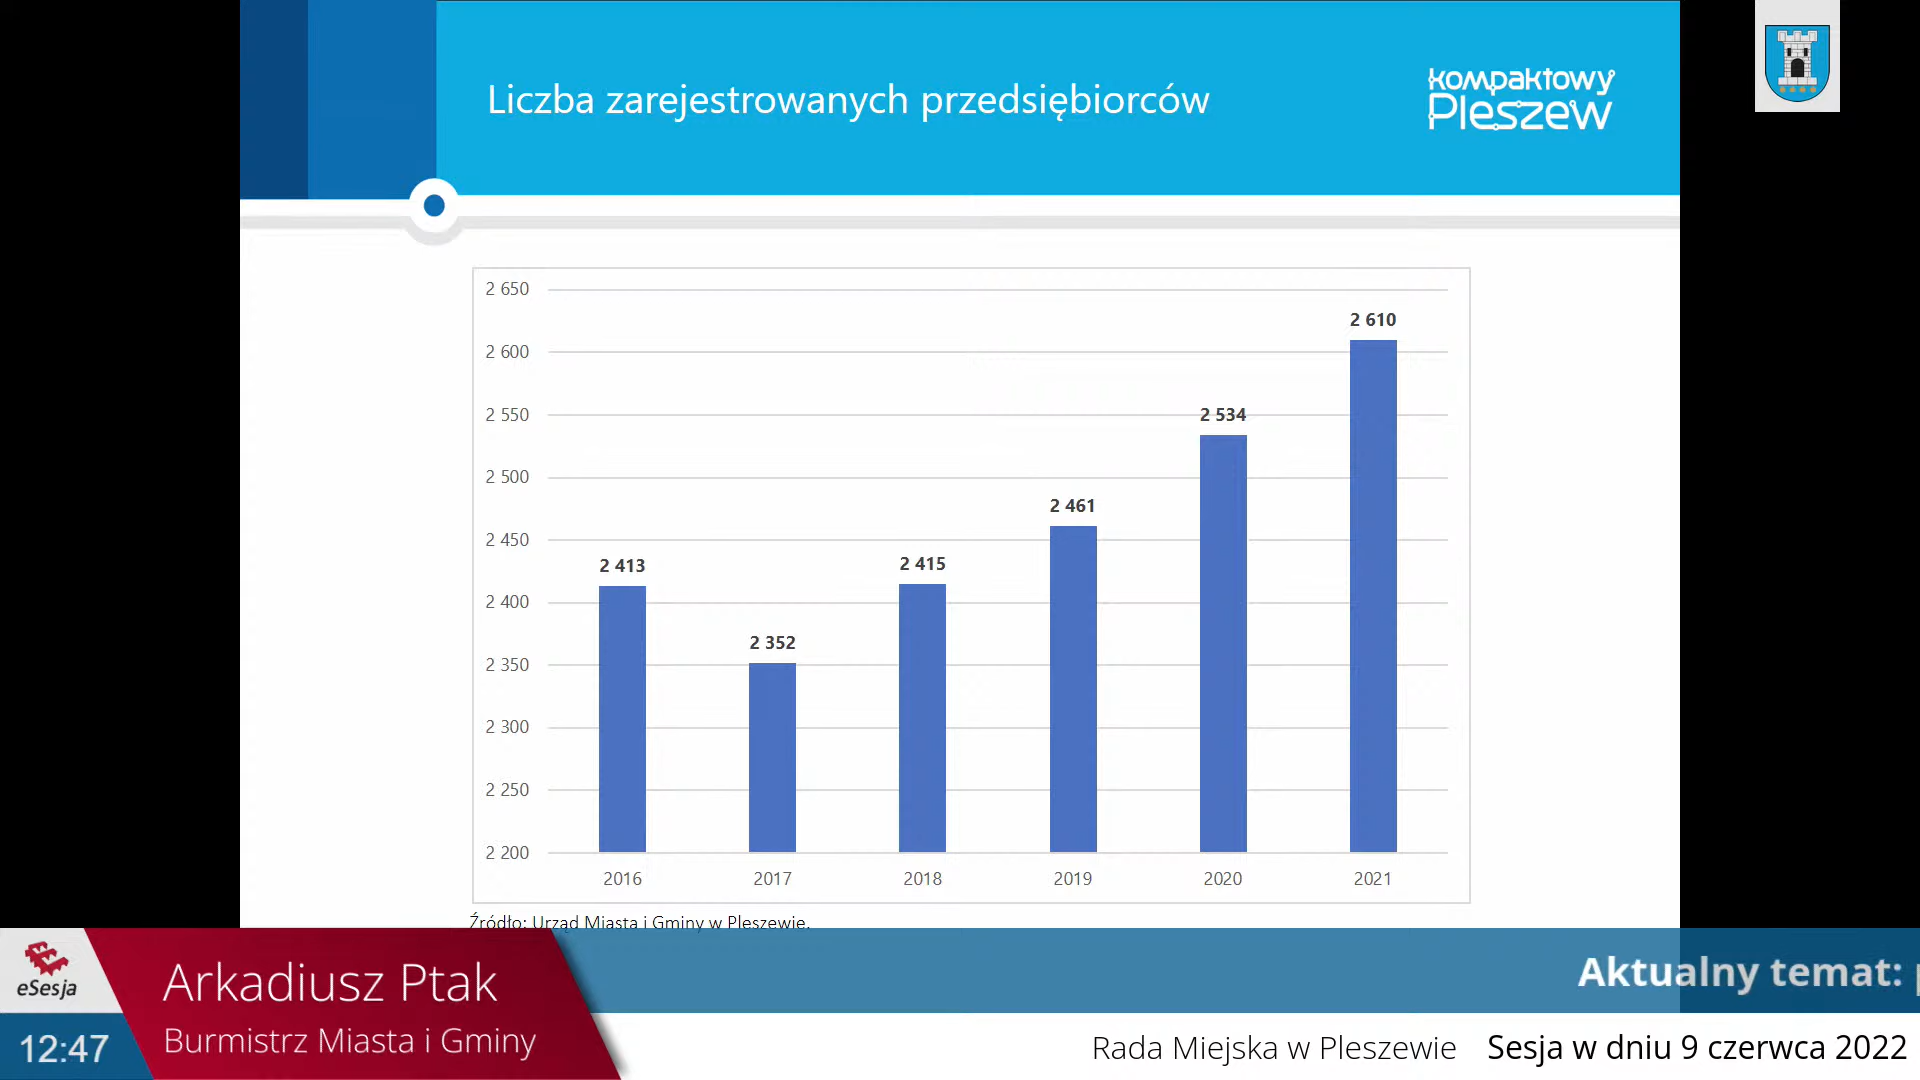 Liczba zarejestrowanych przedsiębiorców
kompaktowy
Pleszew
2 650
2 600
2 550
2 500
2 450
2 400
2 350
2 300
2 250
2 200
2 413
2 352
2 415
2 461
2 534
2 610
2016 2017 2018 2019 2020 2021
Źródło: Urząd Miasta i Gminy w Pleszewie.
eSesja
Arkadiusz Ptak
Burmistrz Miasta i Gminy
12:47
Aktualny temat:
Rada Miejska w Pleszewie Sesja w dniu 9 czerwca 2022